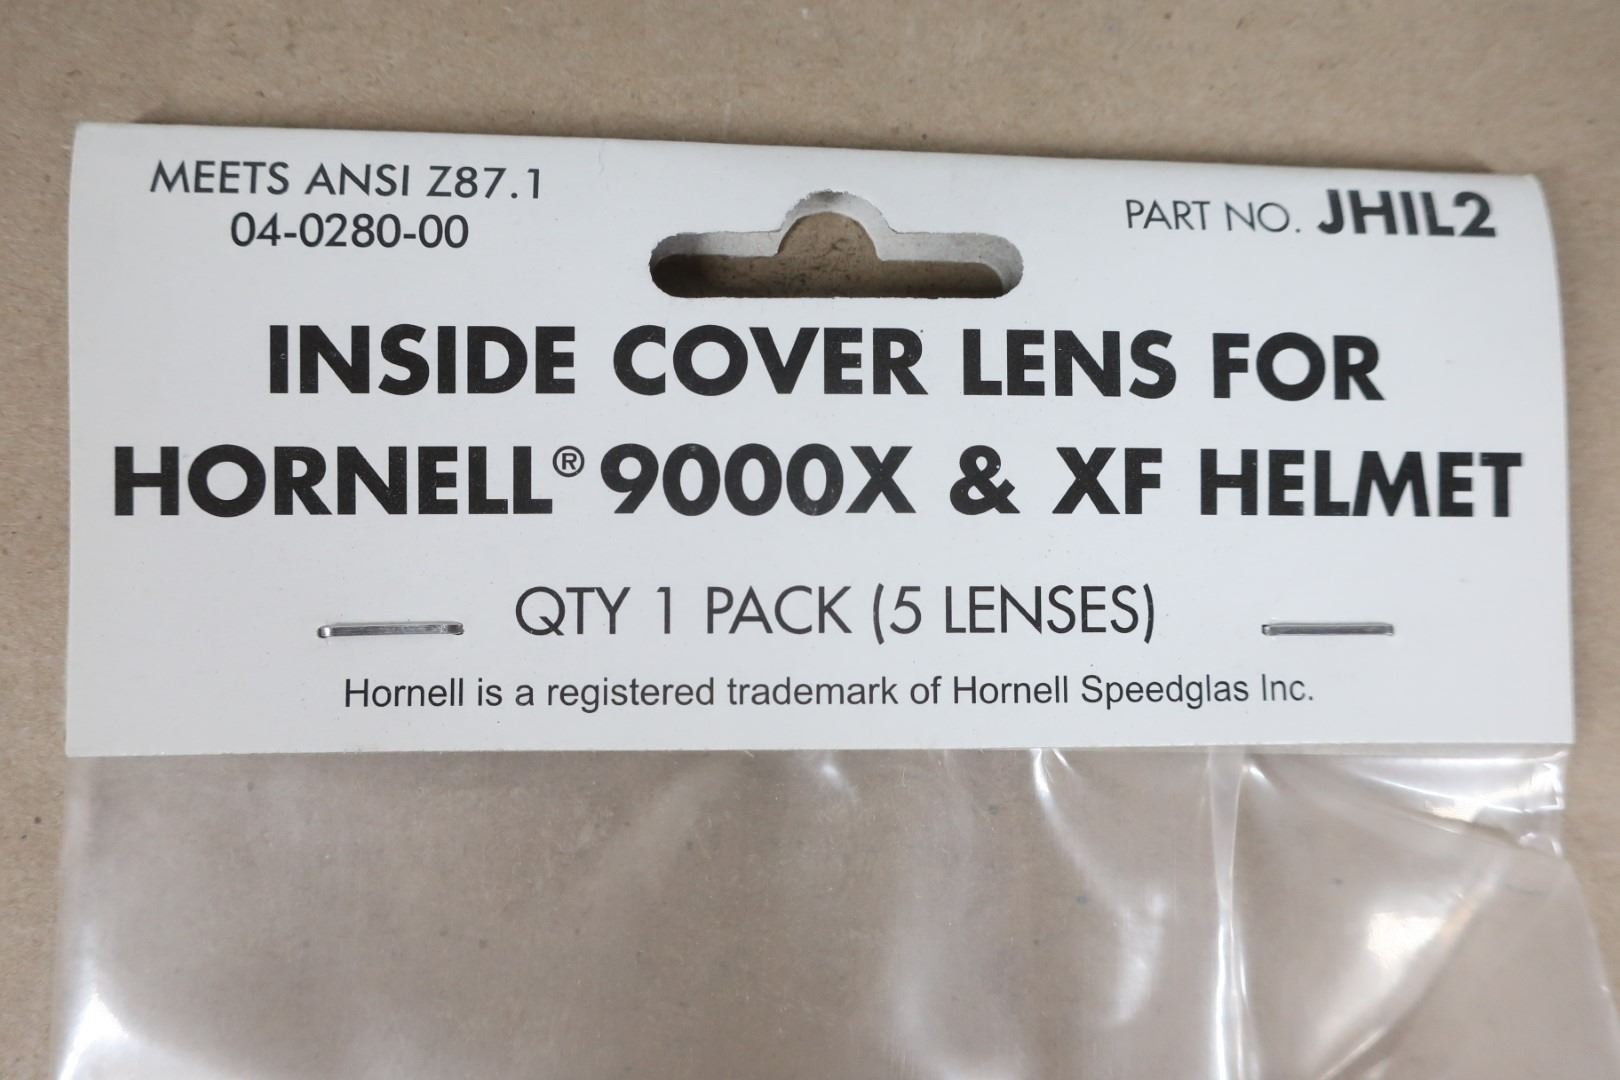 MEETS ANSI Z87.1
04-0280-00
PART NO. JHIL2
INSIDE COVER LENS FOR
HORNELL® 9000X & XF HELMET
QTY 1 PACK (5 LENSES)
Hornell is a registered trademark of Hornell Speedglas Inc.